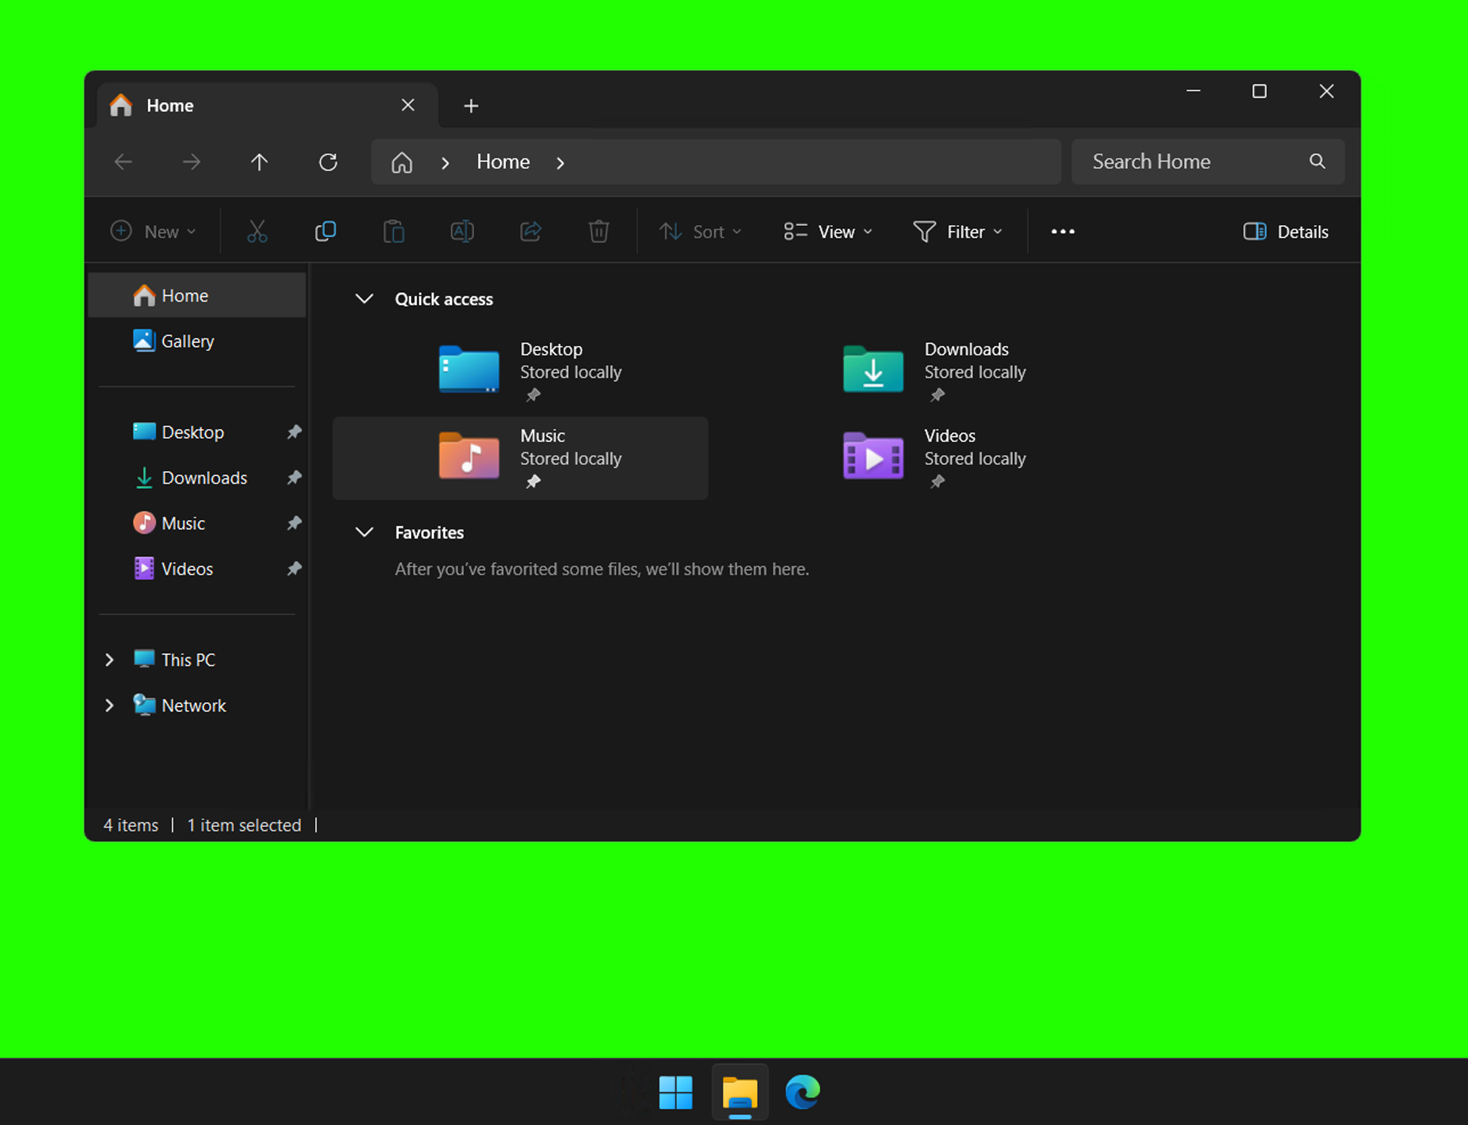 Home
Home
Search Home
New
Sort
View
Filter
Details
Home
Gallery
Desktop
Downloads
Music
Videos
This PC
Network
Quick access
Desktop
Stored locally
Downloads
Stored locally
Music
Stored locally
Videos
Stored locally
Favorites
After you’ve favorited some files, we’ll show them here.
4 items | 1 item selected |